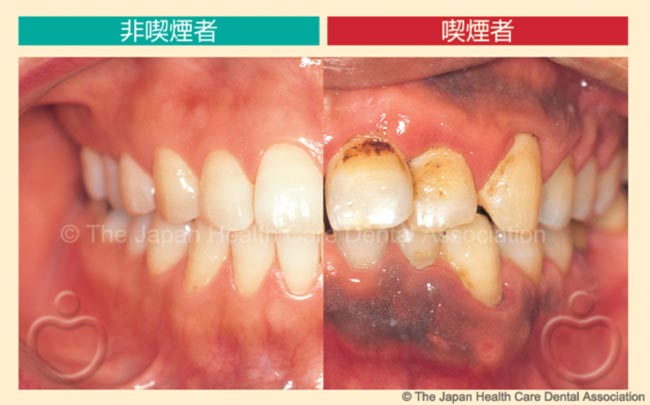 非喫煙者
喫煙者
© The Japan Health Care Dental Association
© The Japan Health Care Dental Association